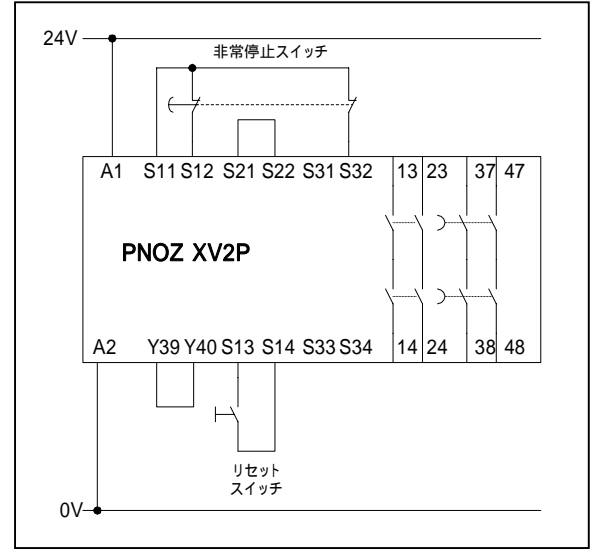 24V
非常停止スイッチ
A1 S11 S12 S21 S22 S31 S32 13 23 37 47
PNOZ XV2P
A2 Y39 Y40 S13 S14 S33 S34 14 24 38 48
リセット
スイッチ
0V